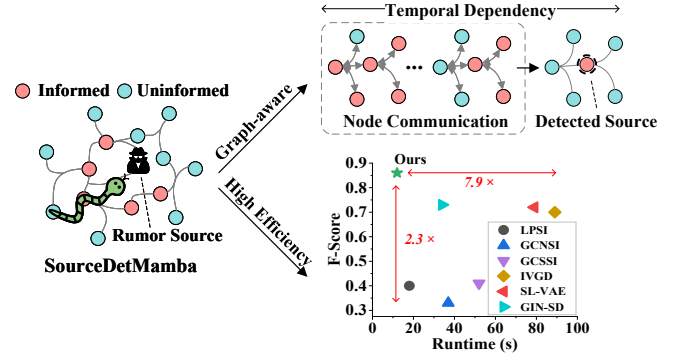 Temporal Dependency
Informed
Uninformed
Graph-aware
High Efficiency
Rumor Source
SourceDetMamba
...
Node Communication
Detected Source
0.9
0.8
0.7
0.6
0.5
0.4
0.3
F-Score
Ours
7.9 ×
2.3 ×
LPSI
GCNSI
GCSSI
IVGD
SL-VAE
GIN-SD
0 20 40 60 80 100
Runtime (s)